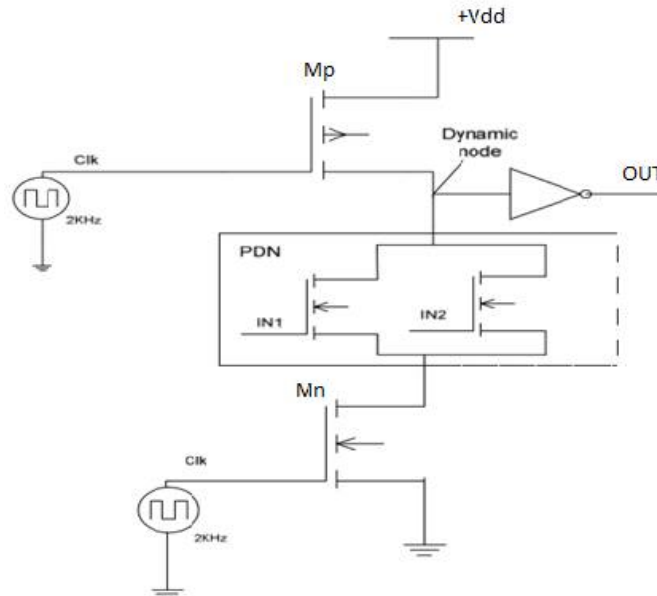 +Vdd
Mp
Dynamic
node
Clk
OUT
2KHz
PDN
IN1
IN2
Mn
Clk
2KHz